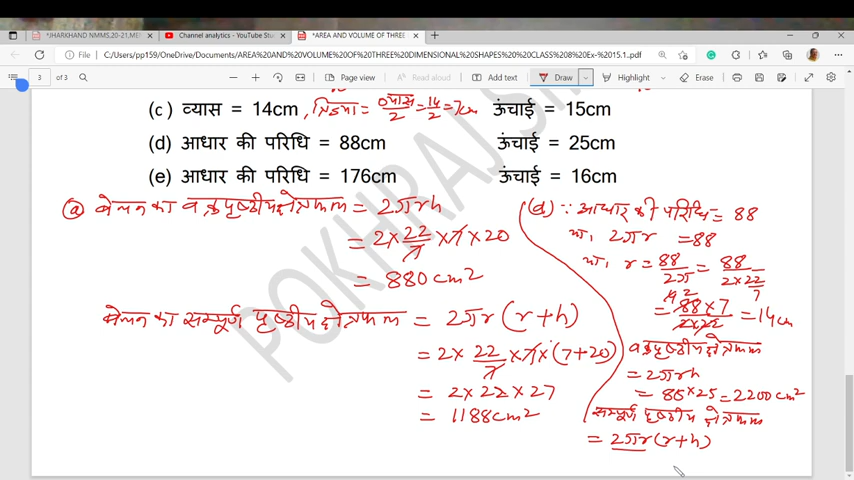 *JHARKHAND NMMS.20-21,MEN
Channel analytics - YouTube Stu
*AREA AND VOLUME OF THREE
File
C:/Users/pp159/OneDrive/Documents/AREA%20AND%20VOLUME%20OF%20THREE%20DIMENSIONAL%20SHAPES%20%20CLASS%208%20Ex-'15.1..pdf
3 of 3
Page view
Read aloud
Add text
Draw
Highlight
Erase
(c) व्यास = 14cm , त्रिज्या = व्यास/2 = 14/2 = 7cm ऊंचाई = 15cm
(d) आधार की परिधि = 88cm ऊंचाई = 25cm
(e) आधार की परिधि = 176cm ऊंचाई = 16cm
POKHRAJ
(a) बेलन का वक्र पृष्ठीय क्षेत्रफल = 2πrh
= 2 × 22/7 × 7 × 20
= 880 cm²
बेलन का सम्पूर्ण पृष्ठीय क्षेत्रफल = 2πr (r+h)
= 2 × 22/7 × 7 × (7+20)
= 2 × 22 × 27
= 1188 cm²
(d) ∵ आधार की परिधि = 88
या, 2πr = 88
या, r = 88/2π = 88/(2×22/7)
= 88×7/2×22 = 14cm
वक्र पृष्ठीय क्षेत्रफल
= 2πrh
= 88 × 25 = 2200 cm²
सम्पूर्ण पृष्ठीय क्षेत्रफल
= 2πr (r+h)